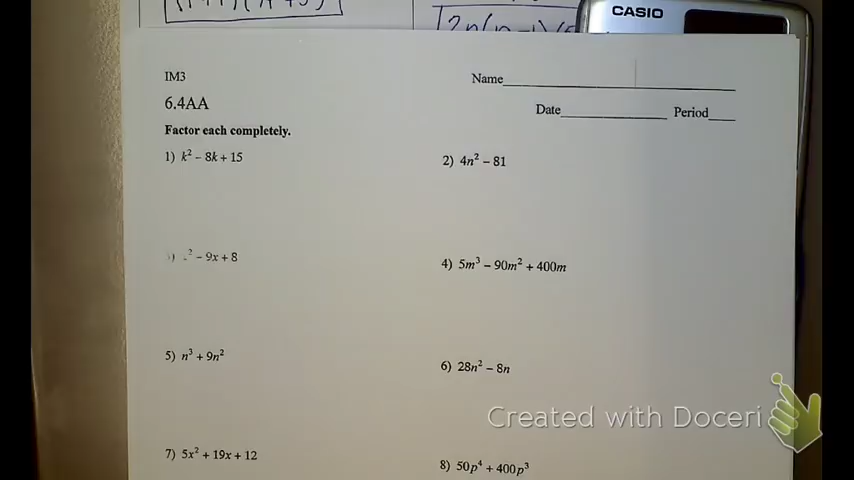 CASIO
IM3
Name
6.4AA
Date Period
Factor each completely.
1) k² – 8k + 15
2) 4n² – 81
) ² – 9x + 8
4) 5m³ – 90m² + 400m
5) n³ + 9n²
6) 28n² – 8n
7) 5x² + 19x + 12
8) 50p⁴ + 400p³
Created with Doceri